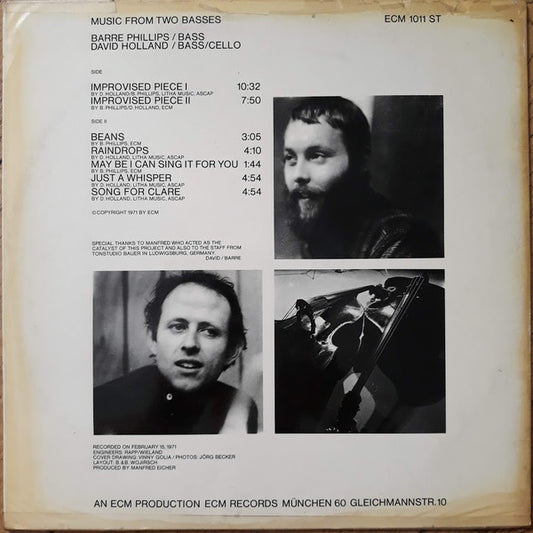 MUSIC FROM TWO BASSES ECM 1011 ST
BARRE PHILLIPS / BASS
DAVID HOLLAND / BASS/CELLO
SIDE
IMPROVISED PIECE I 10:32
BY D. HOLLAND/B. PHILLIPS, LITHA MUSIC, ASCAP
IMPROVISED PIECE II 7:50
BY B. PHILLIPS/D. HOLLAND, ECM
SIDE II
BEANS 3:05
BY B. PHILLIPS, ECM
RAINDROPS 4:10
BY D. HOLLAND, LITHA MUSIC, ASCAP
MAY BE I CAN SING IT FOR YOU 1:44
BY B. PHILLIPS, ECM
JUST A WHISPER 4:54
BY D. HOLLAND, LITHA MUSIC, ASCAP
SONG FOR CLARE 4:54
BY D. HOLLAND, LITHA MUSIC, ASCAP
© COPYRIGHT 1971 BY ECM
SPECIAL THANKS TO MANFRED WHO ACTED AS THE
CATALYST OF THIS PROJECT AND ALSO TO THE STAFF FROM
TONSTUDIO BAUER IN LUDWIGSBURG, GERMANY.
DAVID / BARRE
RECORDED ON FEBRUARY 15, 1971
ENGINEERS: RAPP/WIELAND
COVER DRAWING: VINNY GOLIA / PHOTOS: JÖRG BECKER
LAYOUT: B. & B. WOJIRSCH
PRODUCED BY MANFRED EICHER
AN ECM PRODUCTION ECM RECORDS MÜNCHEN 60 GLEICHMANNSTR. 10